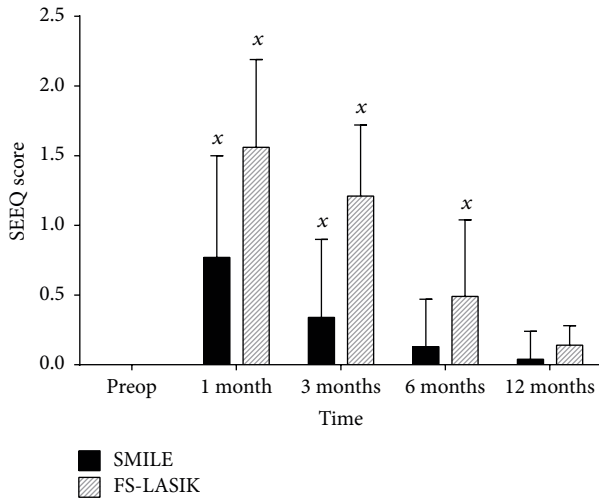 2.5
2.0
1.5
1.0
0.5
0.0
SEEQ score
x
x
x
x
x
Preop
1 month
3 months
6 months
12 months
Time
SMILE
FS-LASIK